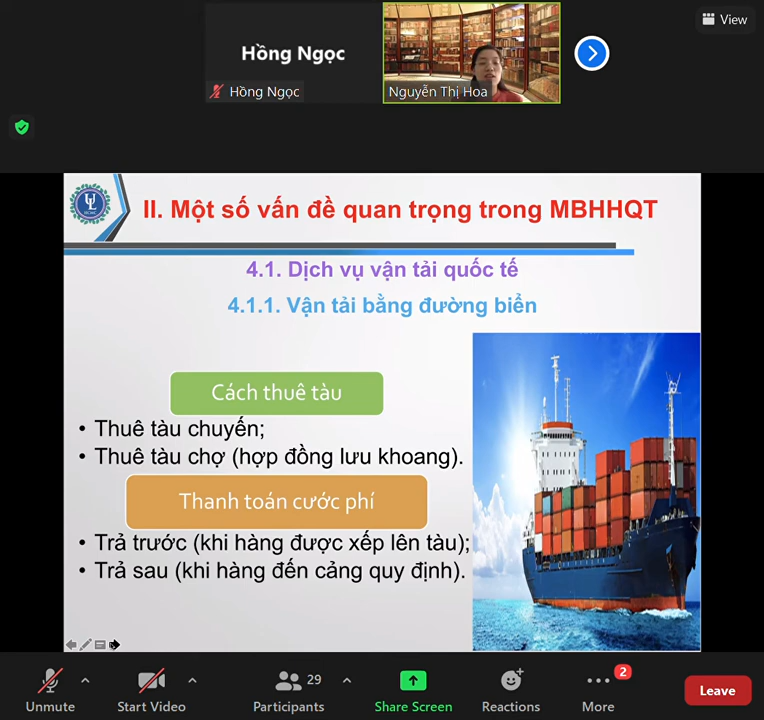 View
Hồng Ngọc
Hồng Ngọc
Nguyễn Thị Hoa
II. Một số vấn đề quan trọng trong MBHHQT
4.1. Dịch vụ vận tải quốc tế
4.1.1. Vận tải bằng đường biển
Cách thuê tàu
• Thuê tàu chuyến;
• Thuê tàu chợ (hợp đồng lưu khoang).
Thanh toán cước phí
• Trả trước (khi hàng được xếp lên tàu);
• Trả sau (khi hàng đến cảng quy định).
Unmute
Start Video
Participants
29
Share Screen
Reactions
More
2
Leave